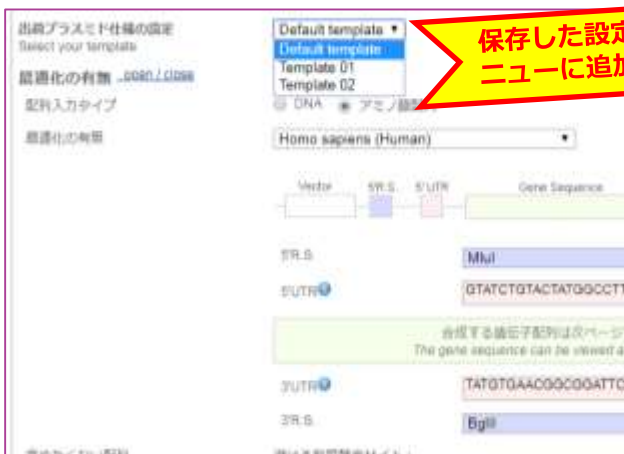 出荷プラスミド仕様の設定
Select your template
Default template
Default template
Template 01
Template 02
保存した設定
ニューに追加
最適化の有無 open / close
配列入力タイプ
DNA アミノ酸
最適化の有無
Homo sapiens (Human)
Vector 5'R.S. 5'UTR Gene Sequence
5'R.S. MluI
5'UTR GTATCTGTACTATGGCCTT
合成する遺伝子配列は次ページ
The gene sequence can be viewed a
3'UTR TATGTGAACGGCGGATTC
3'R.S. BglII